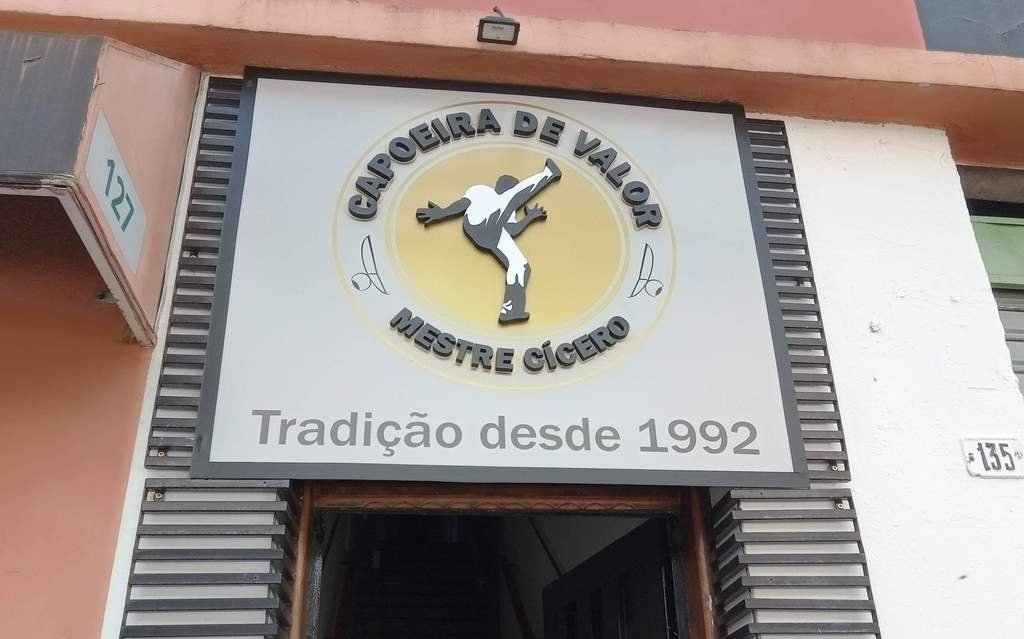 127
CAPOEIRA DE VALOR
MESTRE CÍCERO
Tradição desde 1992
135